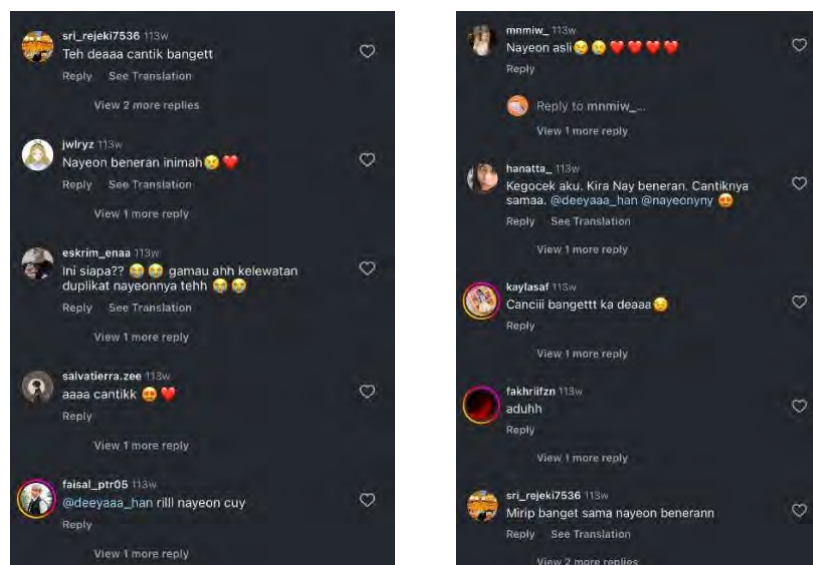 sri_rejeki7536 113w
Teh deaaa cantik bangett
Reply See Translation
View 2 more replies
jwlryz 113w
Nayeon beneran inimah😢❤️
Reply See Translation
View 1 more reply
eskrim_enaa 113w
Ini siapa?? 😭😭 gamau ahh kelewatan
duplikat nayeonnya tehh 😭😭
Reply See Translation
View 1 more reply
salvatierra.zee 113w
aaaa cantikk 😍❤️
Reply
View 1 more reply
faisal_ptr05 113w
@deeyaaa_han rilll nayeon cuy
Reply
View 1 more reply
mnmiw_ 113w
Nayeon asli😢😢❤️❤️❤️❤️
Reply
Reply to mnmiw_...
View 1 more reply
hanatta_ 113w
Kegocek aku. Kira Nay beneran. Cantiknya
samaa. @deeyaaa_han @nayeonyny 😍
Reply See Translation
View 1 more reply
kaylasaf 113w
Canciii bangettt ka deaaa😢
Reply
View 1 more reply
fakhriifzn 113w
aduhh
Reply
View 1 more reply
sri_rejeki7536 113w
Mirip banget sama nayeon benerann
Reply See Translation
View 2 more replies